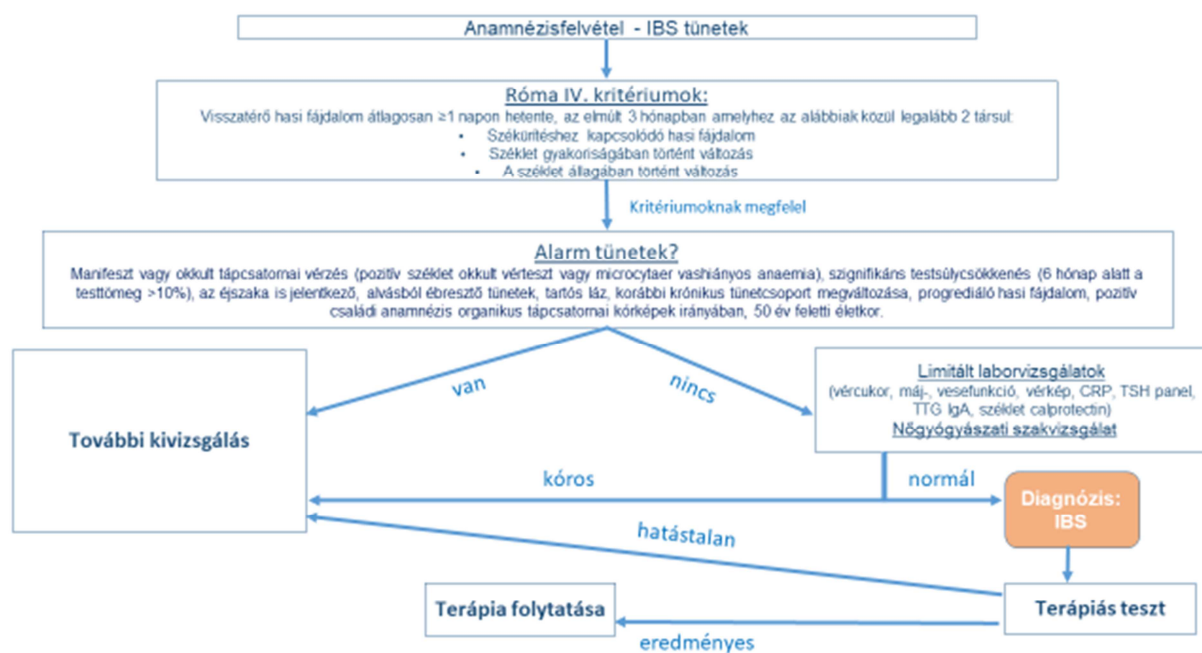 Anamnézisfelvétel - IBS tünetek
Róma IV. kritériumok:
Visszatérő hasi fájdalom átlagosan ≥1 napon hetente, az elmúlt 3 hónapban amelyhez az alábbiak közül legalább 2 társul:
• Székürítéshez kapcsolódó hasi fájdalom
• Széklet gyakoriságában történt változás
• A széklet állagában történt változás
Kritériumoknak megfelel
Alarm tünetek?
Manifeszt vagy okkult tápcsatornai vérzés (pozitív széklet okkult vérteszt vagy microcytaer vashiányos anaemia), szignifikáns testsúlycsökkenés (6 hónap alatt a
testtömeg >10%), az éjszaka is jelentkező, alvásból ébresztő tünetek, tartós láz, korábbi krónikus tünetcsoport megváltozása, progrediáló hasi fájdalom, pozitív
családi anamnézis organikus tápcsatornai kórképek irányában, 50 év feletti életkor.
van
nincs
Limitált laborvizsgálatok
(vércukor, máj-, vesefunkció, vérkép, CRP, TSH panel,
TTG IgA, széklet calprotectin)
Nőgyógyászati szakvizsgálat
További kivizsgálás
kóros
normál
Diagnózis:
IBS
hatástalan
Terápia folytatása
Terápiás teszt
eredményes